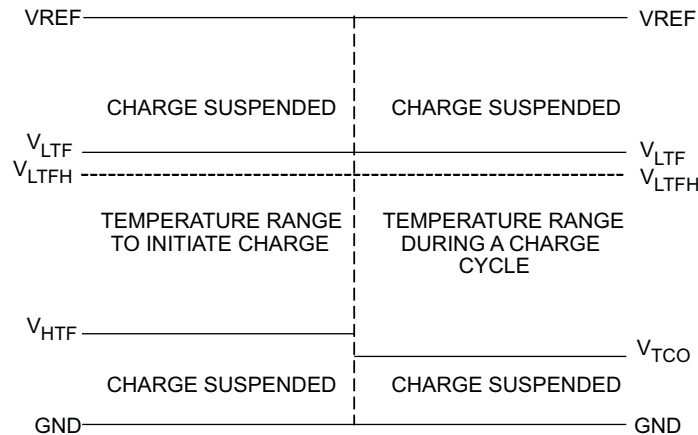 VREF VREF
CHARGE SUSPENDED CHARGE SUSPENDED
VLTF VLTF
VLTFH VLTFH
TEMPERATURE RANGE
TO INITIATE CHARGE
TEMPERATURE RANGE
DURING A CHARGE
CYCLE
VHTF
VTCO
CHARGE SUSPENDED CHARGE SUSPENDED
GND GND